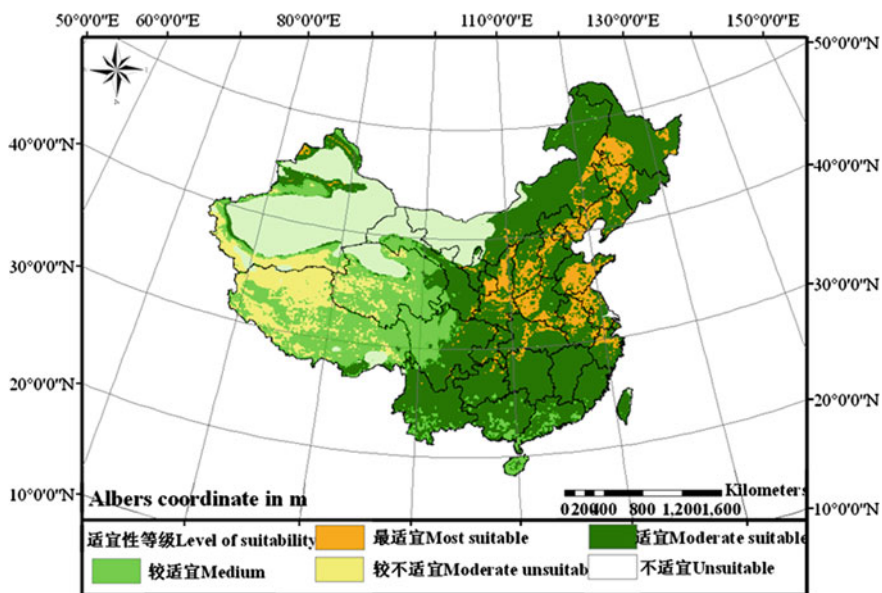 50°0'0"N 60°0'0"E 80°0'0"E 110°0'0"E 130°0'0"E 150°0'0"E
50°0'0"N
40°0'0"N
40°0'0"N
30°0'0"N
30°0'0"N
20°0'0"N
20°0'0"N
10°0'0"N
10°0'0"N
Albers coordinate in m
Kilometers
0 200 400 800 1,200 1,600
适宜性等级Level of suitability 最适宜Most suitable 适宜Moderate suitable
较适宜Medium 较不适宜Moderate unsuitab 不适宜Unsuitable